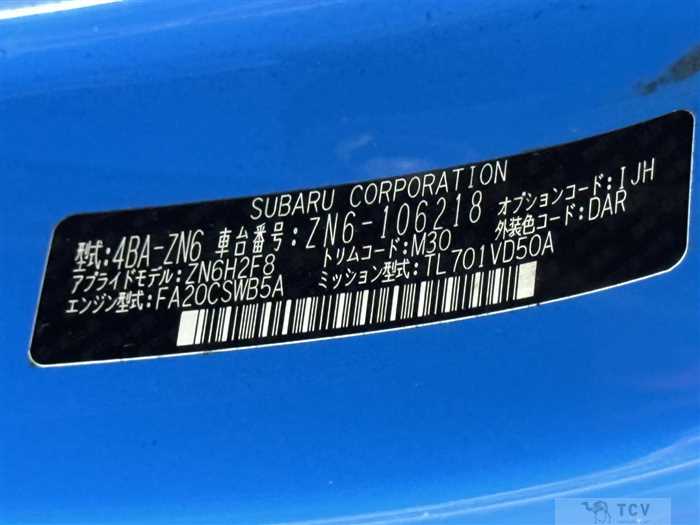 SUBARU CORPORATION
型式:4BA-ZN6 車台番号:ZN6-106218 オプションコード:IJH
アプライドモデル:ZN6H2F8 トリムコード:M30 外装色コード:DAR
エンジン型式:FA20CSWB5A ミッション型式:TL701VD50A
TCV